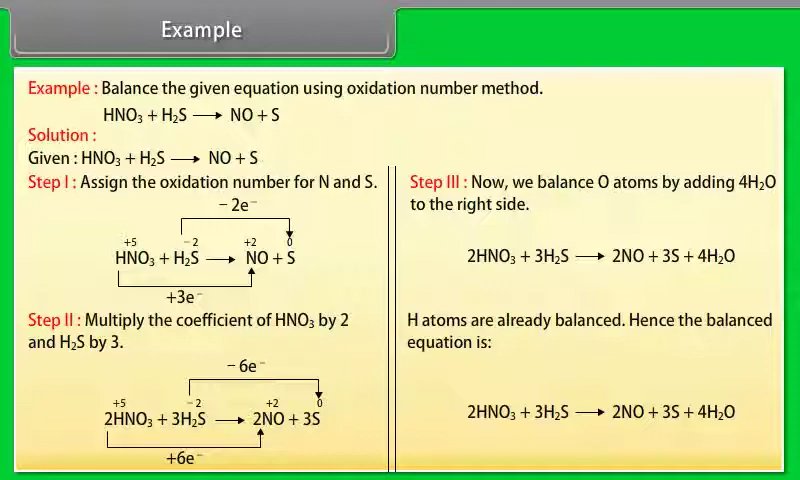 Example
Example : Balance the given equation using oxidation number method.
HNO₃ + H₂S ⟶ NO + S
Solution :
Given : HNO₃ + H₂S ⟶ NO + S
Step I : Assign the oxidation number for N and S.
– 2e⁻
+5 – 2 +2 0
HNO₃ + H₂S ⟶ NO + S
+3e⁻
Step II : Multiply the coefficient of HNO₃ by 2
and H₂S by 3.
– 6e⁻
+5 – 2 +2 0
2HNO₃ + 3H₂S ⟶ 2NO + 3S
+6e⁻
Step III : Now, we balance O atoms by adding 4H₂O
to the right side.
2HNO₃ + 3H₂S ⟶ 2NO + 3S + 4H₂O
H atoms are already balanced. Hence the balanced
equation is:
2HNO₃ + 3H₂S ⟶ 2NO + 3S + 4H₂O